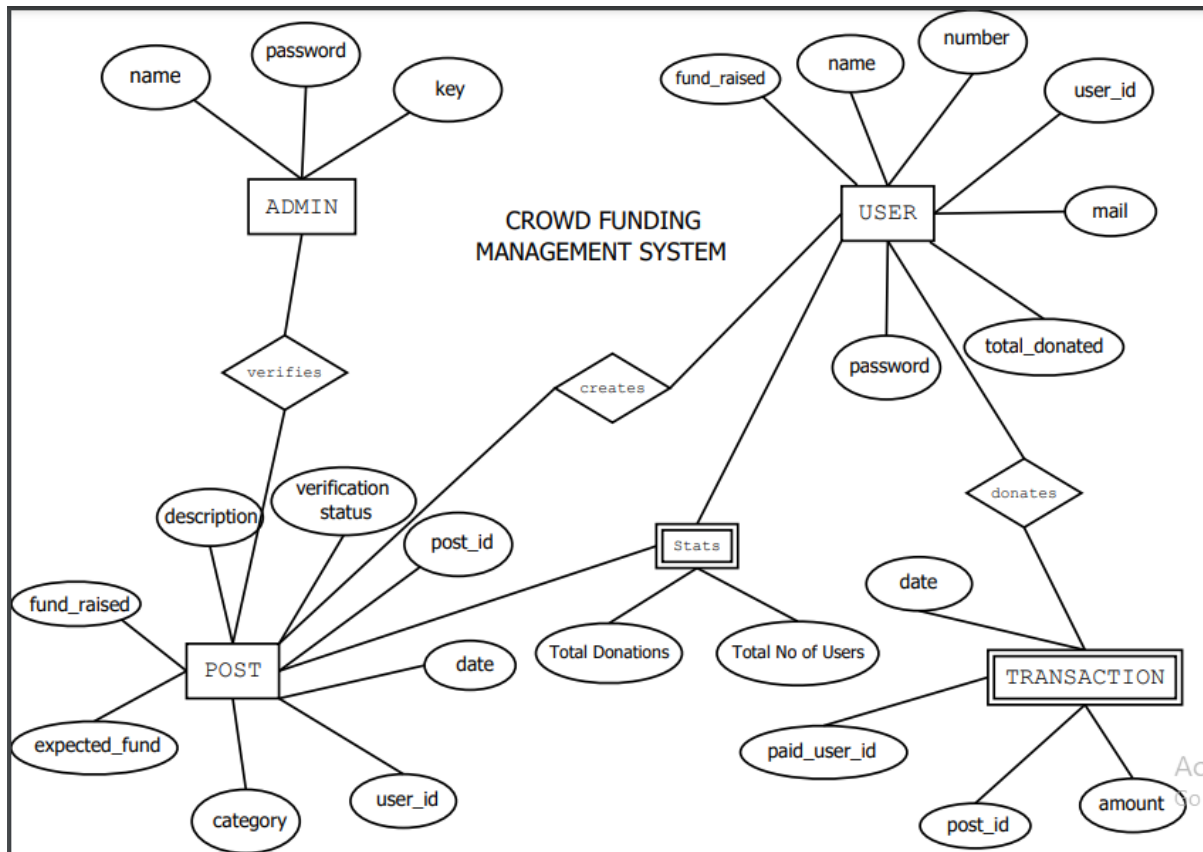 password
name
key
ADMIN
number
name
fund_raised
user_id
USER
mail
total_donated
password
CROWD FUNDING
MANAGEMENT SYSTEM
verifies
creates
donates
verification
status
description
post_id
Stats
fund_raised
POST
date
expected_fund
category
user_id
Total Donations
Total No of Users
date
TRANSACTION
paid_user_id
post_id
amount